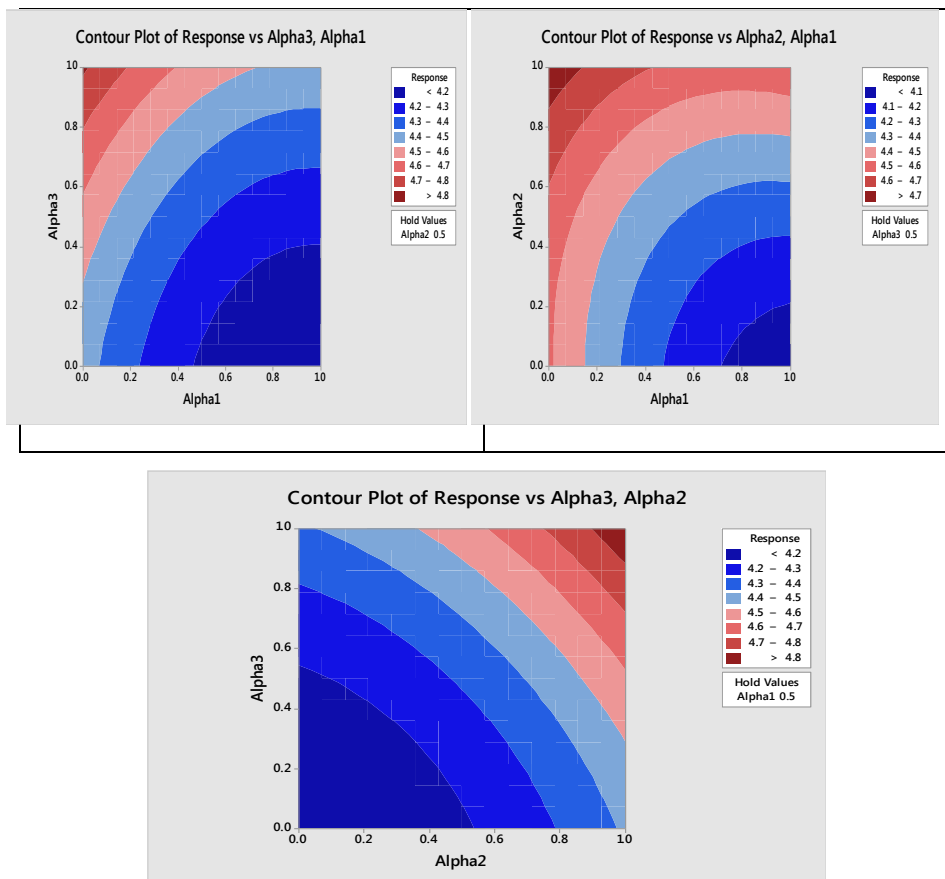 Contour Plot of Response vs Alpha3, Alpha1
Alpha3
1.0
0.8
0.6
0.4
0.2
0.0
0.0 0.2 0.4 0.6 0.8 1.0
Alpha1
Response
< 4.2
4.2 – 4.3
4.3 – 4.4
4.4 – 4.5
4.5 – 4.6
4.6 – 4.7
4.7 – 4.8
> 4.8
Hold Values
Alpha2 0.5
Contour Plot of Response vs Alpha2, Alpha1
Alpha2
1.0
0.8
0.6
0.4
0.2
0.0
0.0 0.2 0.4 0.6 0.8 1.0
Alpha1
Response
< 4.1
4.1 – 4.2
4.2 – 4.3
4.3 – 4.4
4.4 – 4.5
4.5 – 4.6
4.6 – 4.7
> 4.7
Hold Values
Alpha3 0.5
Contour Plot of Response vs Alpha3, Alpha2
Alpha3
1.0
0.8
0.6
0.4
0.2
0.0
0.0 0.2 0.4 0.6 0.8 1.0
Alpha2
Response
< 4.2
4.2 – 4.3
4.3 – 4.4
4.4 – 4.5
4.5 – 4.6
4.6 – 4.7
4.7 – 4.8
> 4.8
Hold Values
Alpha1 0.5